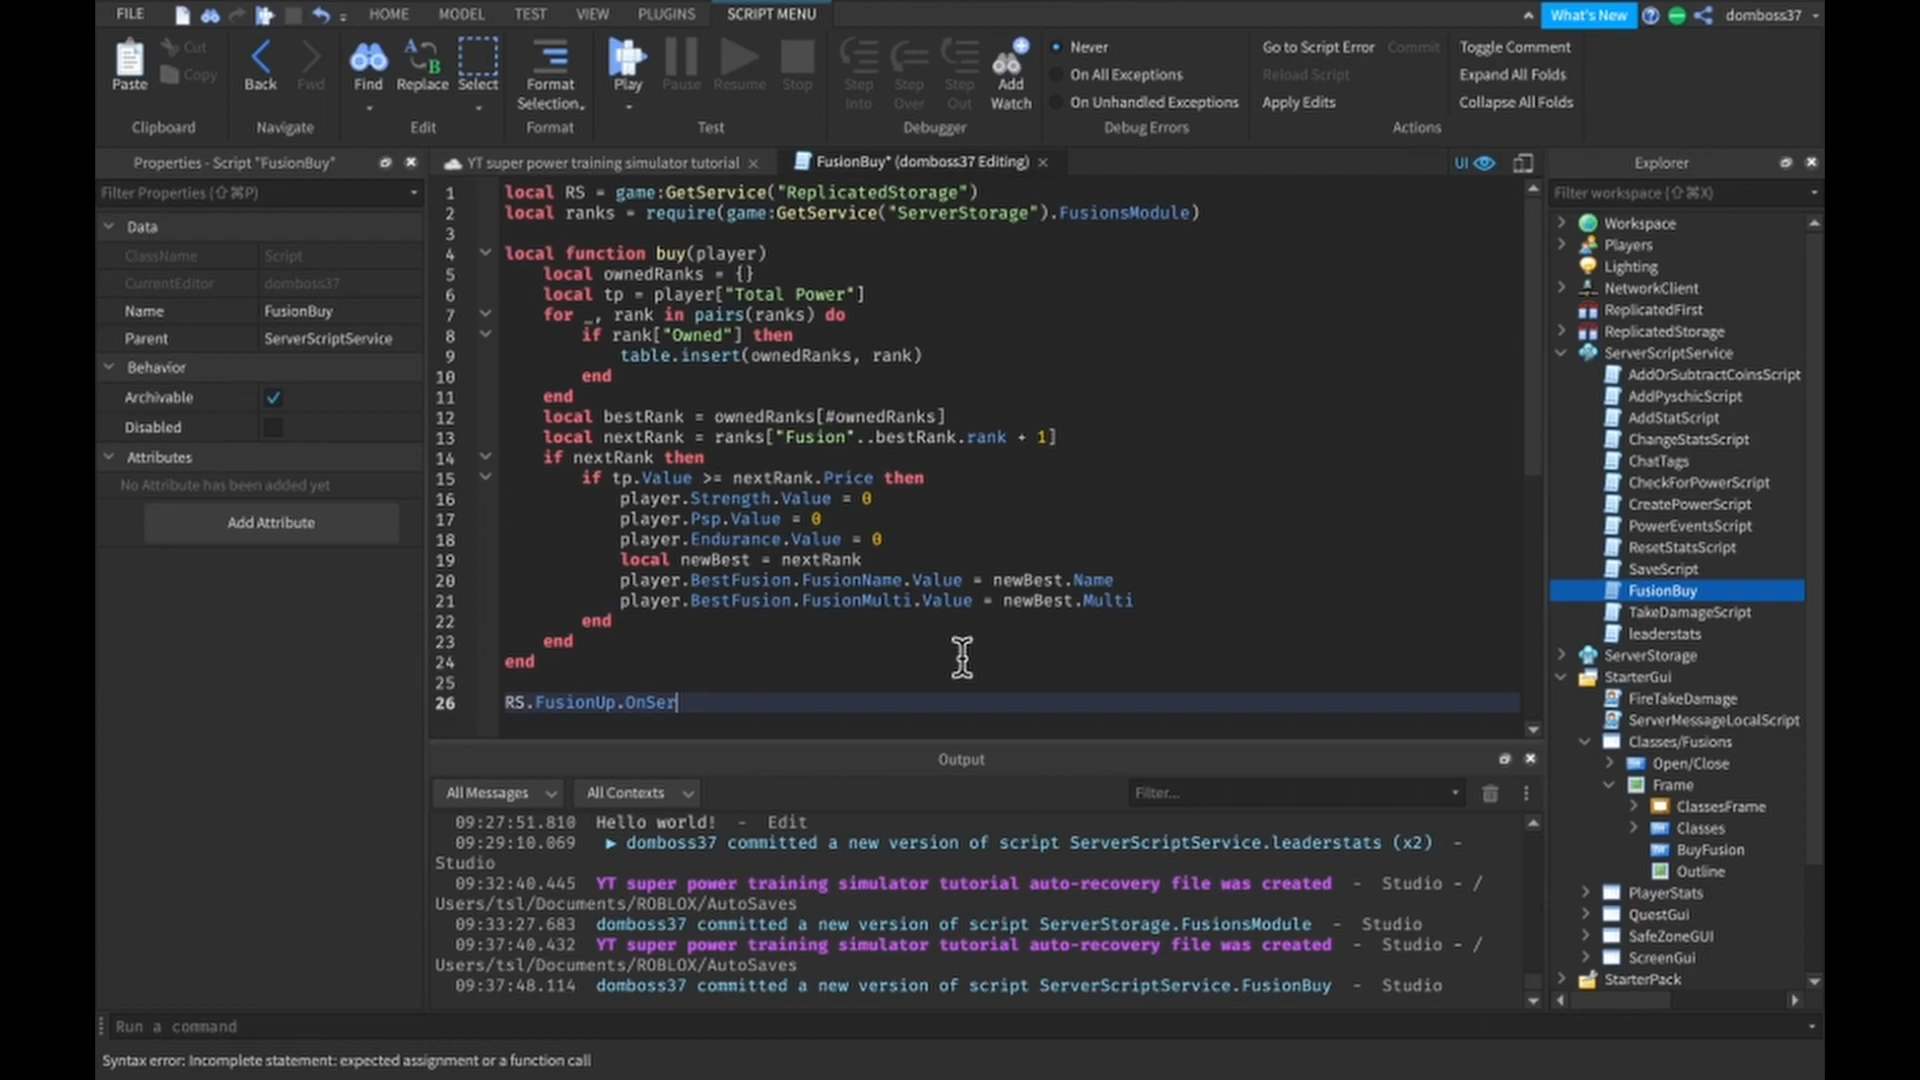 FILE
HOME
MODEL
TEST
VIEW
PLUGINS
SCRIPT MENU
What's New
domboss37
Paste
Cut
Copy
Clipboard
Back
Fwd
Navigate
Find
Replace
Select
Edit
Format
Selection
Format
Play
Pause
Resume
Stop
Test
Step
Into
Step
Over
Step
Out
Add
Watch
Debugger
Never
On All Exceptions
On Unhandled Exceptions
Debug Errors
Go to Script Error
Reload Script
Apply Edits
Commit
Toggle Comment
Expand All Folds
Collapse All Folds
Actions
Properties - Script "FusionBuy"
Filter Properties (⇧⌘P)
Data
ClassName Script
CurrentEditor domboss37
Name FusionBuy
Parent ServerScriptService
Behavior
Archivable
Disabled
Attributes
No Attribute has been added yet
Add Attribute
YT super power training simulator tutorial
FusionBuy* (domboss37 Editing)
UI
1 local RS = game:GetService("ReplicatedStorage")
2 local ranks = require(game:GetService("ServerStorage").FusionsModule)
3
4 local function buy(player)
5 local ownedRanks = {}
6 local tp = player["Total Power"]
7 for _, rank in pairs(ranks) do
8 if rank["Owned"] then
9 table.insert(ownedRanks, rank)
10 end
11 end
12 local bestRank = ownedRanks[#ownedRanks]
13 local nextRank = ranks["Fusion"..bestRank.rank + 1]
14 if nextRank then
15 if tp.Value >= nextRank.Price then
16 player.Strength.Value = 0
17 player.Psp.Value = 0
18 player.Endurance.Value = 0
19 local newBest = nextRank
20 player.BestFusion.FusionName.Value = newBest.Name
21 player.BestFusion.FusionMulti.Value = newBest.Multi
22 end
23 end
24 end
25
26 RS.FusionUp.OnSer
Output
All Messages
All Contexts
Filter...
09:27:51.810 Hello world! - Edit
09:29:10.069 ▶ domboss37 committed a new version of script ServerScriptService.leaderstats (x2) -
Studio
09:32:40.445 YT super power training simulator tutorial auto-recovery file was created - Studio - /
Users/tsl/Documents/ROBLOX/AutoSaves
09:33:27.683 domboss37 committed a new version of script ServerStorage.FusionsModule - Studio
09:37:40.432 YT super power training simulator tutorial auto-recovery file was created - Studio - /
Users/tsl/Documents/ROBLOX/AutoSaves
09:37:48.114 domboss37 committed a new version of script ServerScriptService.FusionBuy - Studio
Explorer
Filter workspace (⇧⌘X)
Workspace
Players
Lighting
NetworkClient
ReplicatedFirst
ReplicatedStorage
ServerScriptService
AddOrSubtractCoinsScript
AddPyschicScript
AddStatScript
ChangeStatsScript
ChatTags
CheckForPowerScript
CreatePowerScript
PowerEventsScript
ResetStatsScript
SaveScript
FusionBuy
TakeDamageScript
leaderstats
ServerStorage
StarterGui
FireTakeDamage
ServerMessageLocalScript
Classes/Fusions
Open/Close
Frame
ClassesFrame
Classes
BuyFusion
Outline
PlayerStats
QuestGui
SafeZoneGUI
ScreenGui
StarterPack
Run a command
Syntax error: Incomplete statement: expected assignment or a function call